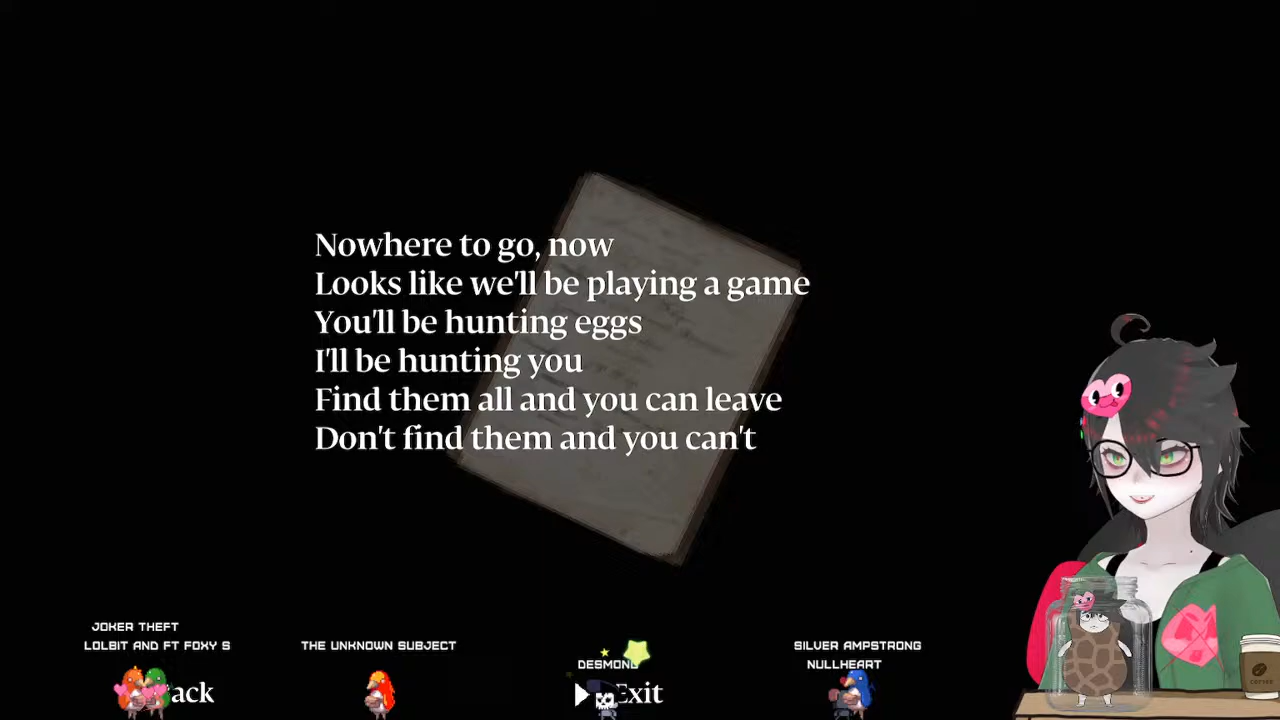 Nowhere to go, now
Looks like we'll be playing a game
You'll be hunting eggs
I'll be hunting you
Find them all and you can leave
Don't find them and you can't
JOKER THEFT
LOLBIT AND FT FOXY S
THE UNKNOWN SUBJECT
DESMOND
SILVER AMPSTRONG
NULLHEART
ack
Exit